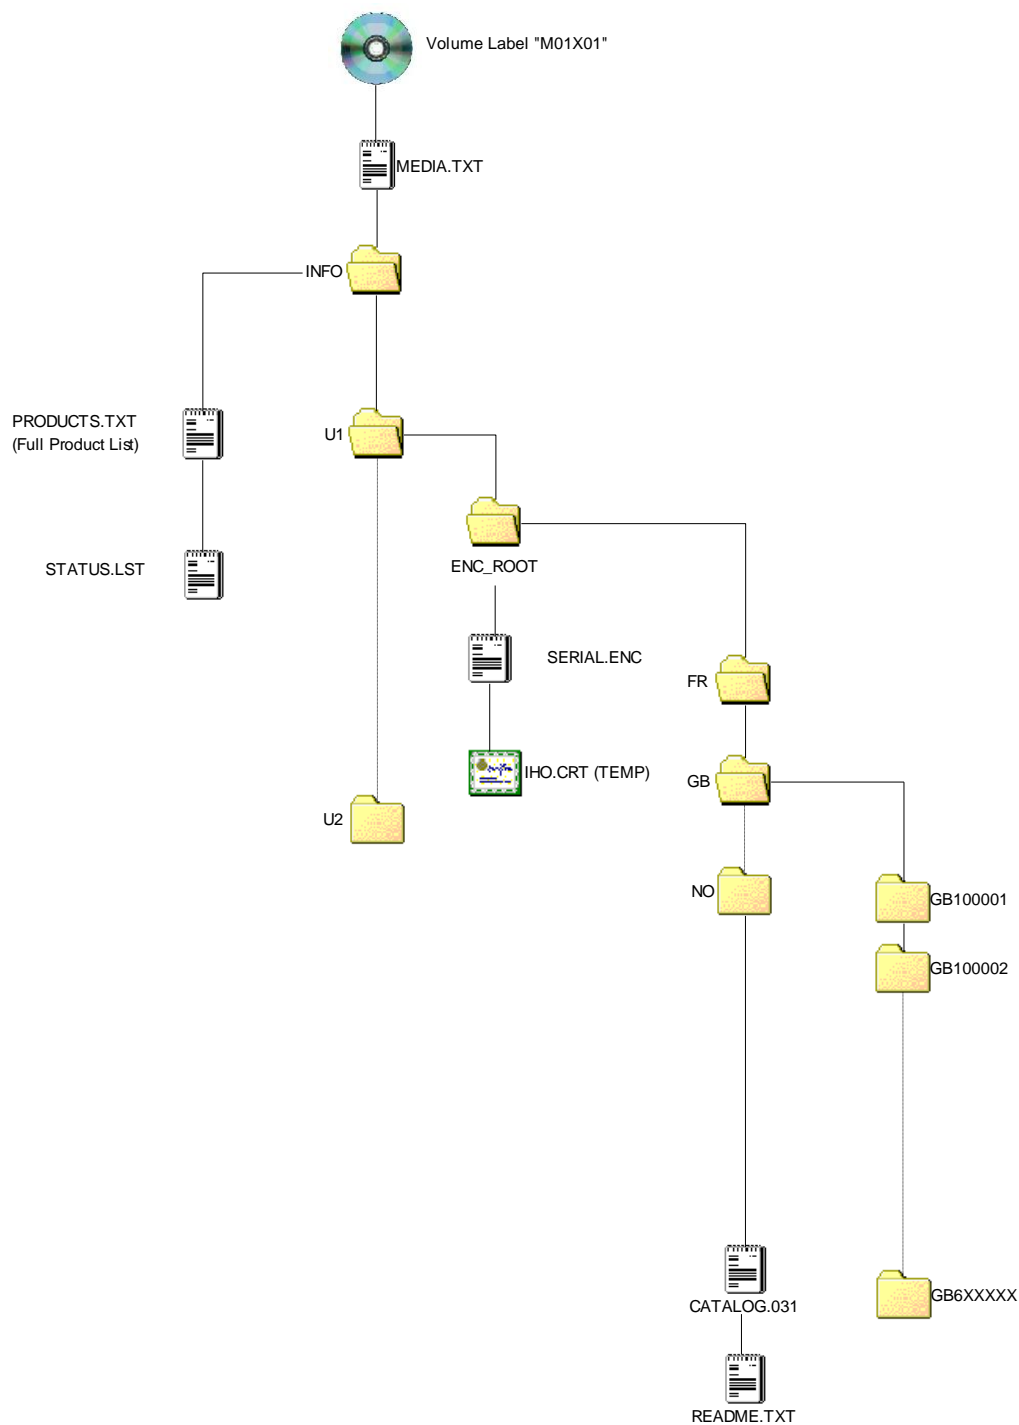 Volume Label "M01X01"
MEDIA.TXT
INFO
PRODUCTS.TXT
(Full Product List)
U1
STATUS.LST
ENC_ROOT
SERIAL.ENC
FR
IHO.CRT (TEMP)
GB
U2
NO
GB100001
GB100002
GB6XXXXX
CATALOG.031
README.TXT